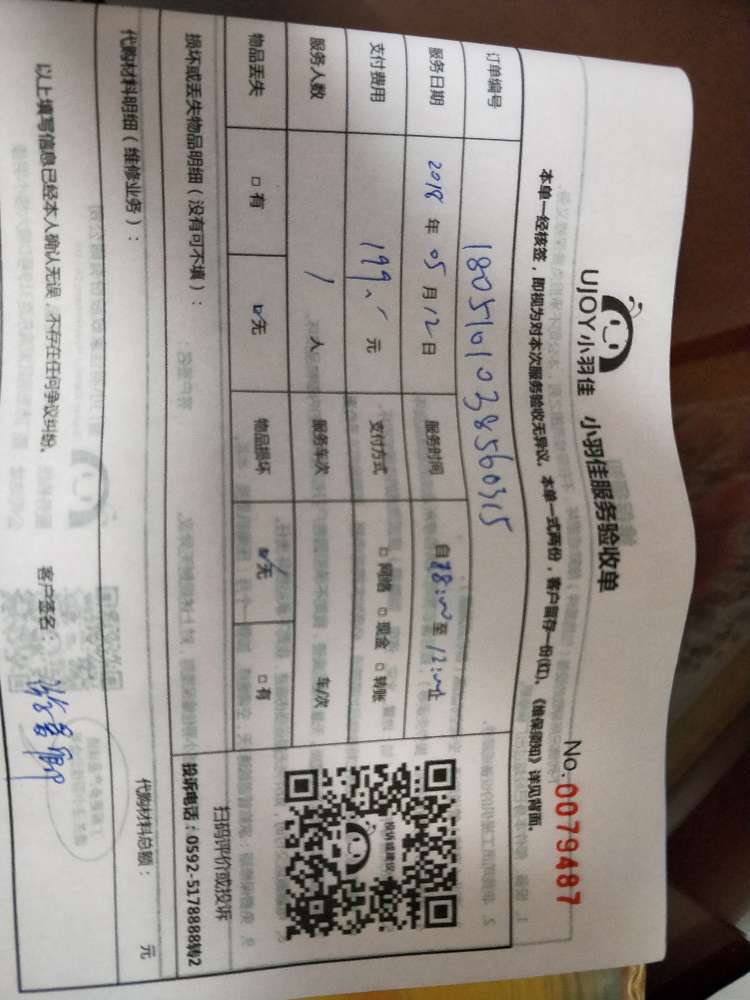 UJOY小羽佳 小羽佳服务验收单
No.0079487
本单一经核签，即视为对本次服务验收无异议。本单一式两份，客户留存一份(红)。《维保须知》详见背面。
订单编号 1805101038560315
服务日期 2018 年 05 月 12 日 服务时间 自 8:00 至 12:00 止
支付费用 199.- 元 支付方式 □ 网络 □ 现金 □ 转账
服务人数 1 人 服务车次 车/次
物品丢失 □ 有 ☑ 无 物品损坏 ☑ 无 □ 有
投诉或建议
扫码评价或投诉
投诉电话：0592-5178888转2
损坏或丢失物品明细（没有可不填）：
代购材料明细（维修业务）：
代购材料总额： 元
以上填写信息已经本人确认无误，不存在任何争议纠纷。 客户签名：